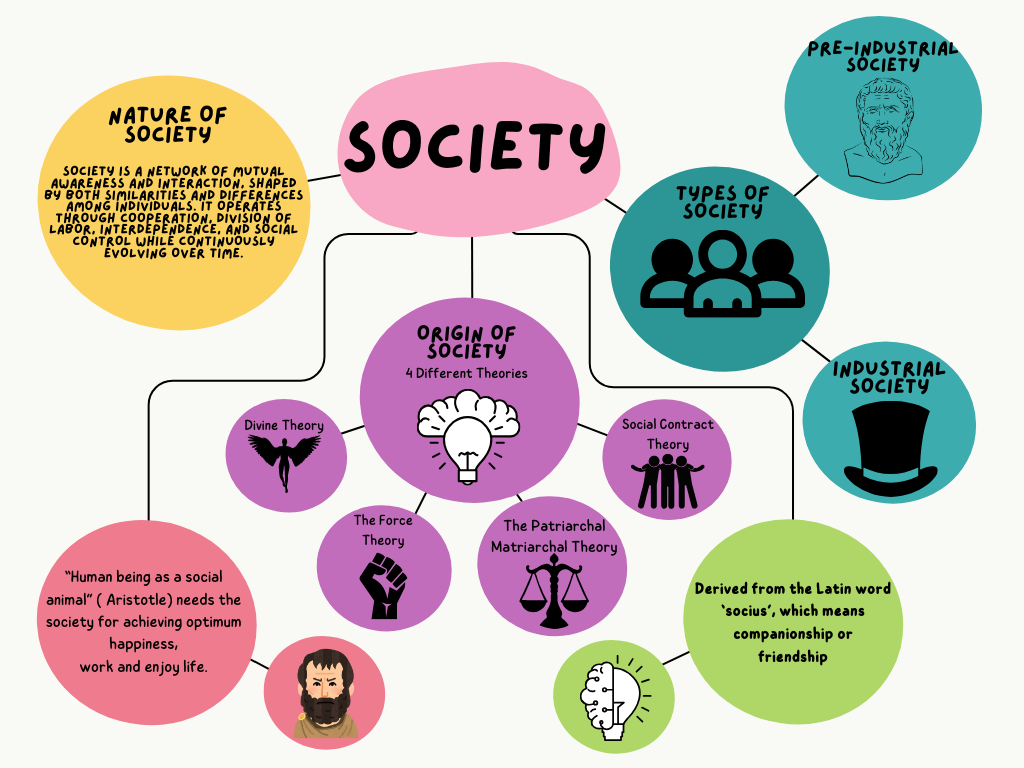 SOCIETY
NATURE OF
SOCIETY
SOCIETY IS A NETWORK OF MUTUAL
AWARENESS AND INTERACTION, SHAPED
BY BOTH SIMILARITIES AND DIFFERENCES
AMONG INDIVIDUALS. IT OPERATES
THROUGH COOPERATION, DIVISION OF
LABOR, INTERDEPENDENCE, AND SOCIAL
CONTROL WHILE CONTINUOUSLY
EVOLVING OVER TIME.
PRE-INDUSTRIAL
SOCIETY
TYPES OF
SOCIETY
INDUSTRIAL
SOCIETY
ORIGIN OF
SOCIETY
4 Different Theories
Divine Theory
The Force
Theory
The Patriarchal
Matriarchal Theory
Social Contract
Theory
"Human being as a social
animal" ( Aristotle) needs the
society for achieving optimum
happiness,
work and enjoy life.
Derived from the Latin word
'socius', which means
companionship or
friendship